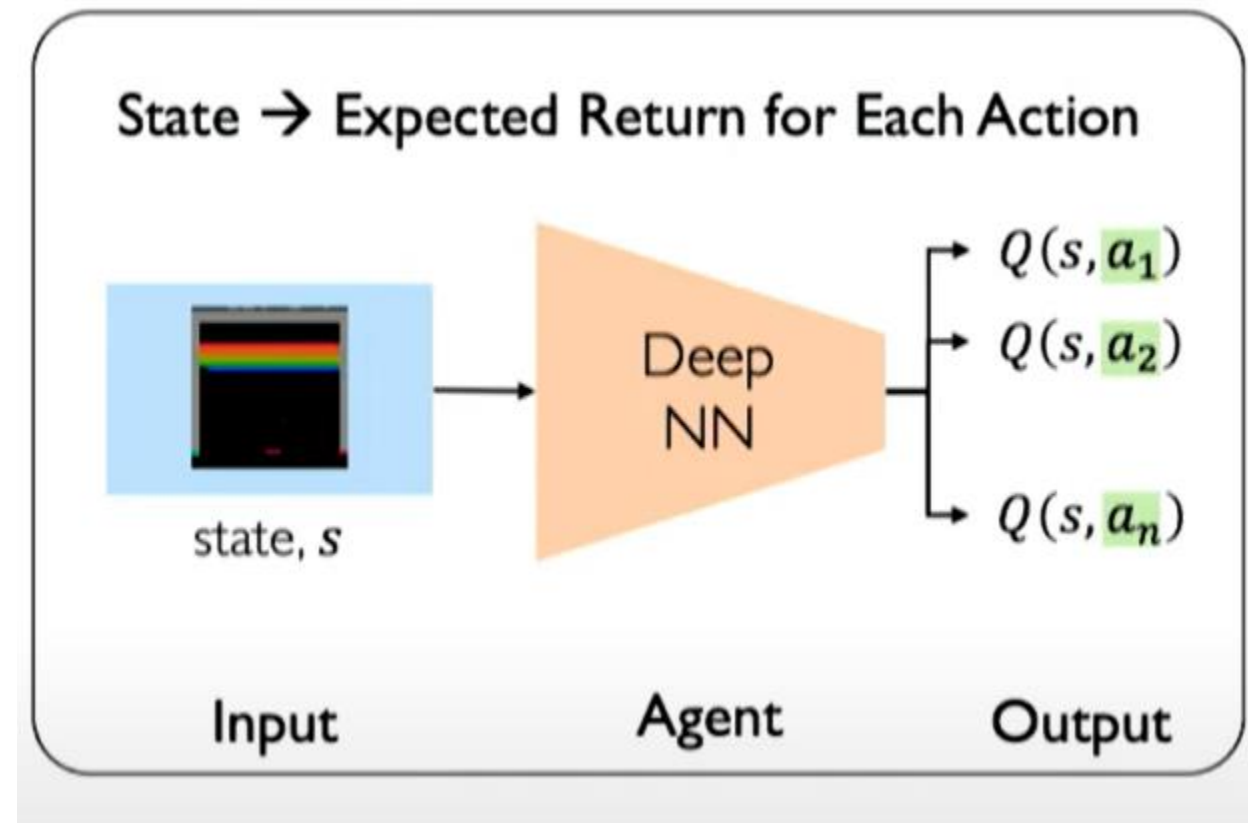 State → Expected Return for Each Action
Q(s, a₁)
Deep
Q(s, a₂)
NN
Q(s, aₙ)
state, s
Input
Agent
Output